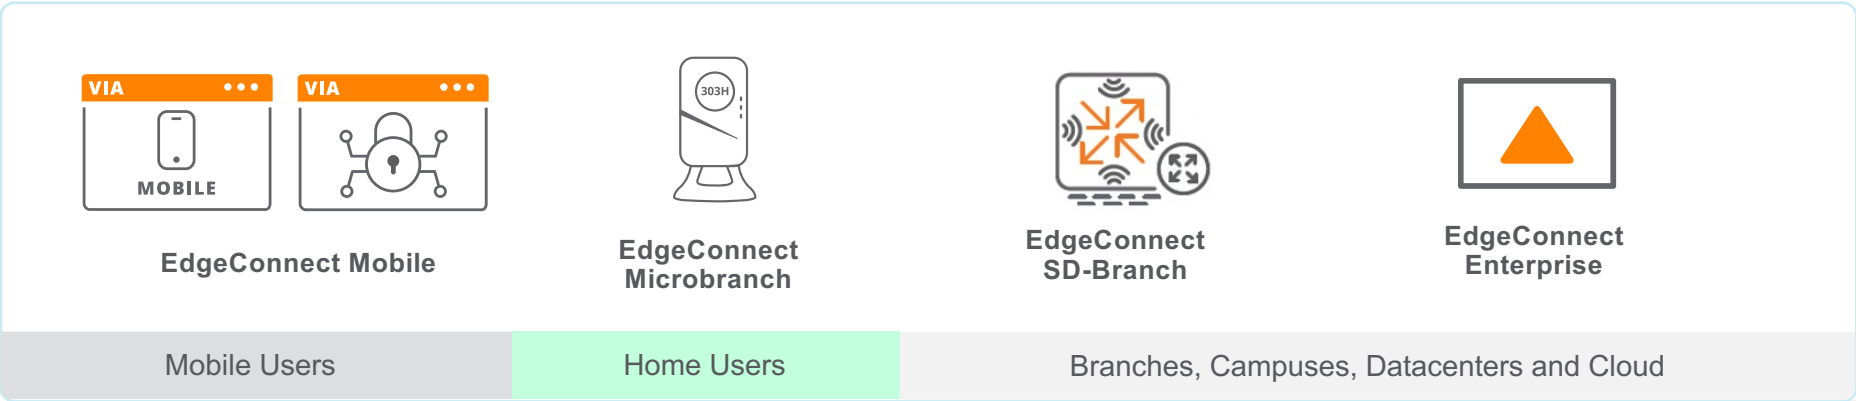 VIA
MOBILE
VIA
EdgeConnect Mobile
303H
EdgeConnect
Microbranch
EdgeConnect
SD-Branch
EdgeConnect
Enterprise
Mobile Users
Home Users
Branches, Campuses, Datacenters and Cloud